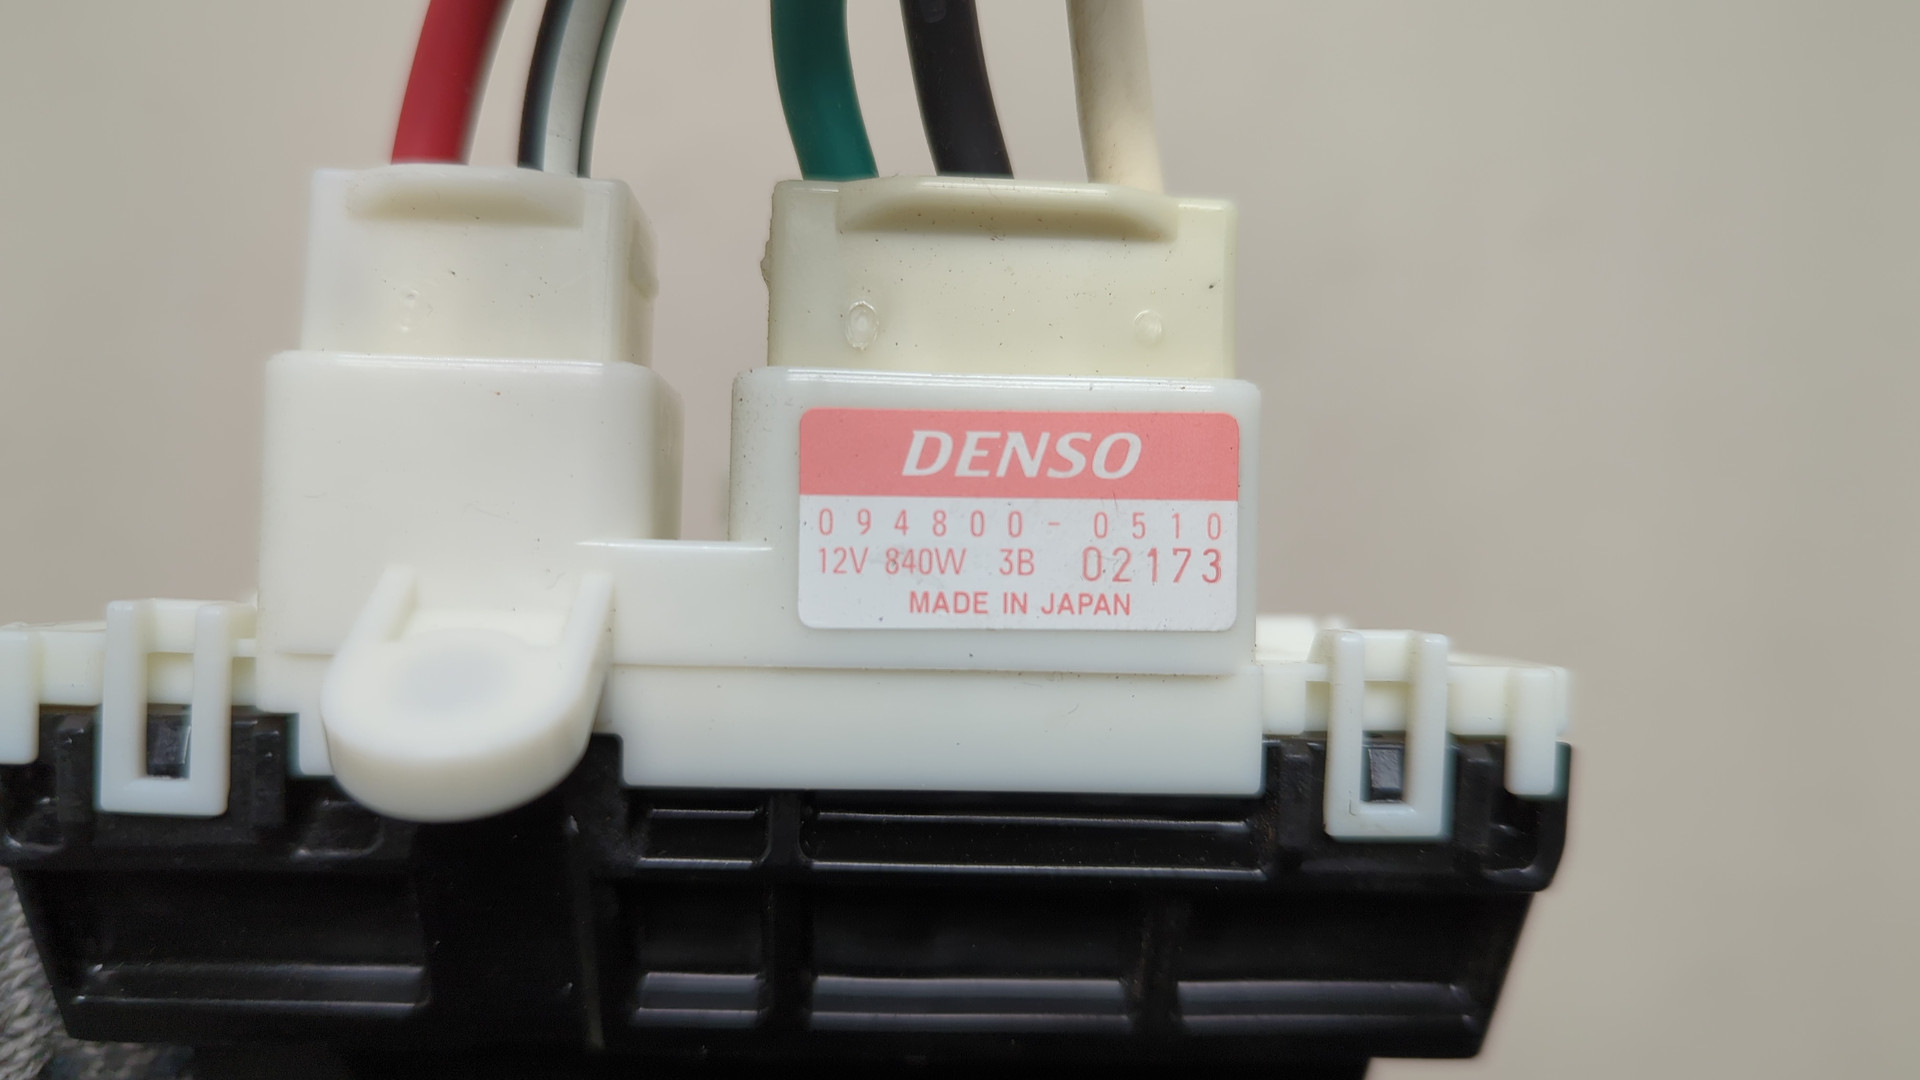 DENSO
094800-0510
12V 840W 3B 02173
MADE IN JAPAN